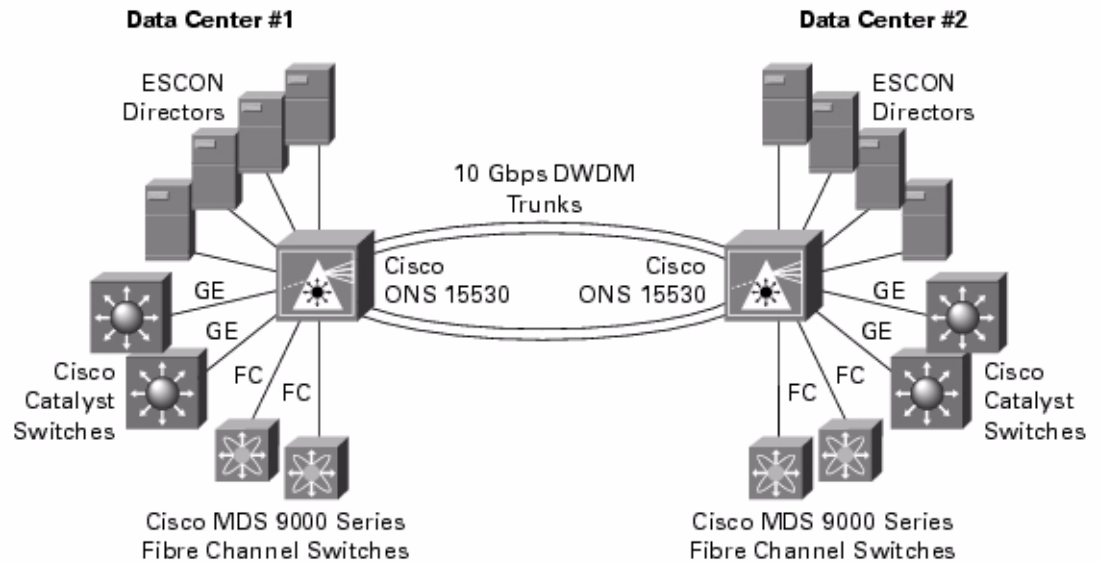 Data Center #1
Data Center #2
ESCON
Directors
ESCON
Directors
10 Gbps DWDM
Trunks
Cisco
ONS 15530
Cisco
ONS 15530
GE
GE
GE
GE
FC
FC
FC
FC
Cisco
Catalyst
Switches
Cisco
Catalyst
Switches
Cisco MDS 9000 Series
Fibre Channel Switches
Cisco MDS 9000 Series
Fibre Channel Switches